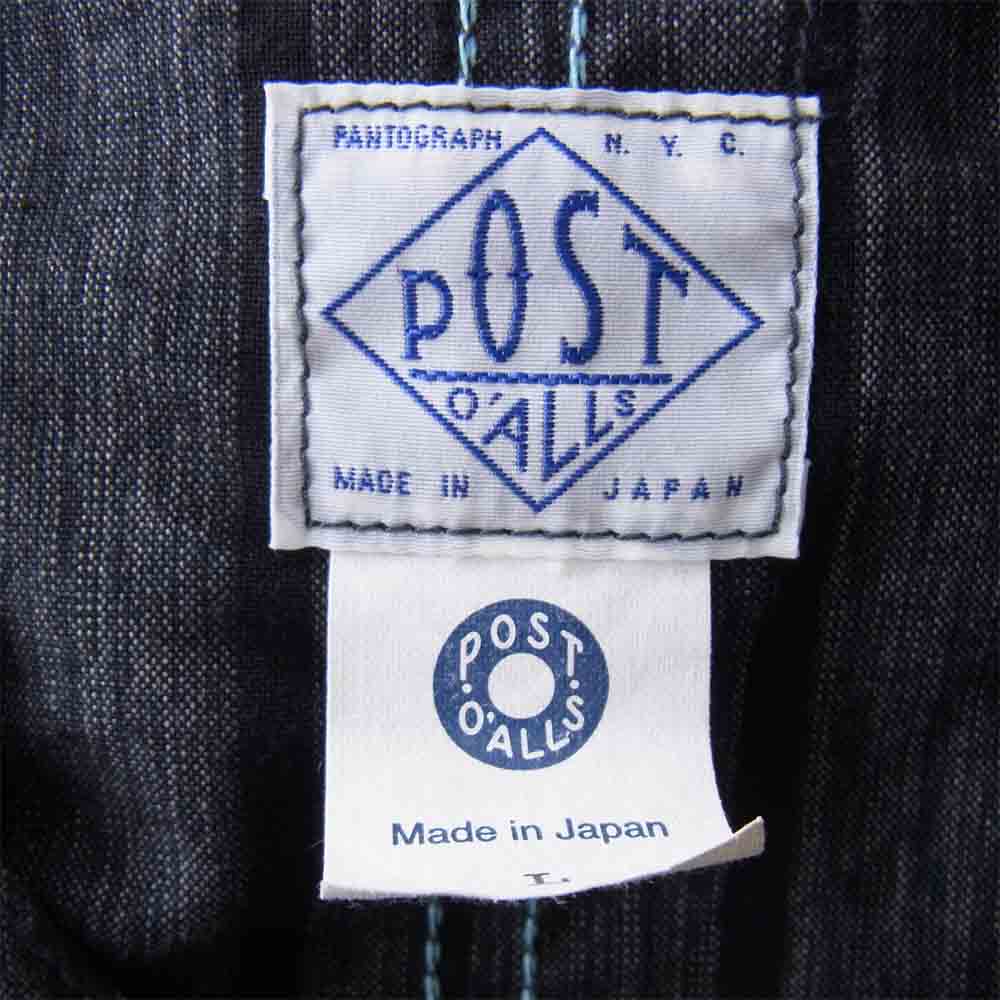 PANTOGRAPH N. Y. C.
POST
O'ALLS
MADE IN JAPAN
POST
O'ALLS
Made in Japan
L